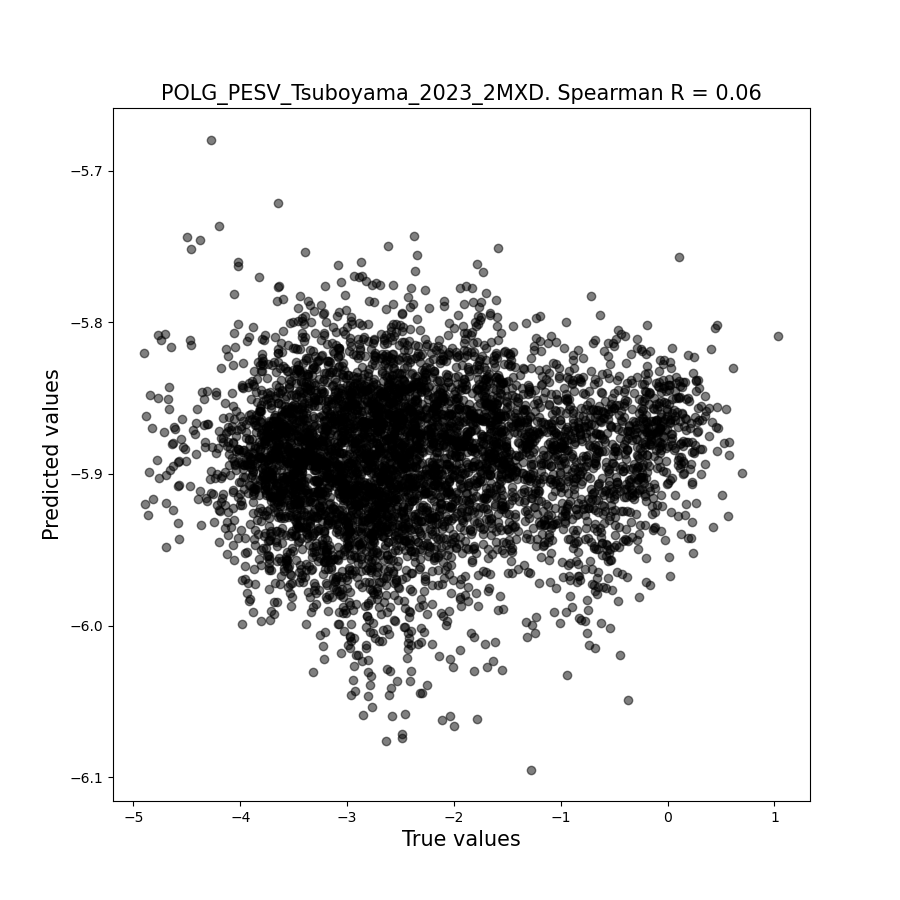 POLG_PESV_Tsuboyama_2023_2MXD. Spearman R = 0.06
Predicted values
−5.7
−5.8
−5.9
−6.0
−6.1
−5 −4 −3 −2 −1 0 1
True values